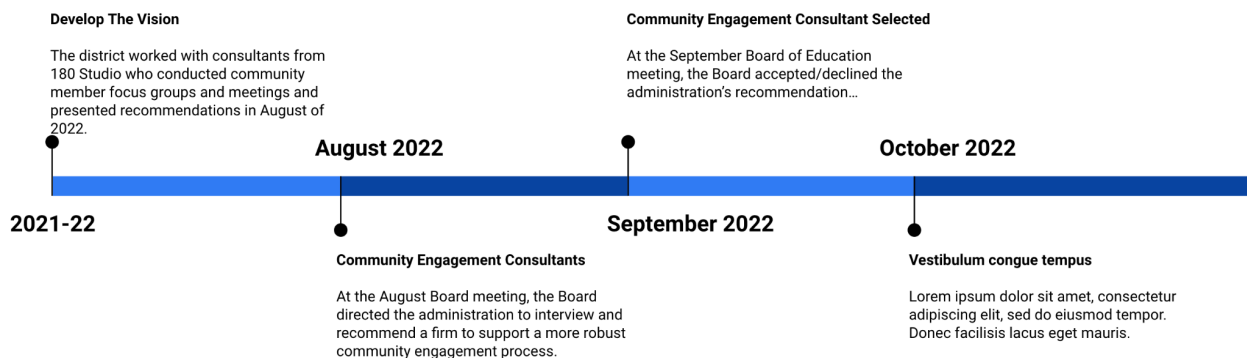 Develop The Vision
The district worked with consultants from
180 Studio who conducted community
member focus groups and meetings and
presented recommendations in August of
2022.
2021-22
August 2022
Community Engagement Consultants
At the August Board meeting, the Board
directed the administration to interview and
recommend a firm to support a more robust
community engagement process.
Community Engagement Consultant Selected
At the September Board of Education
meeting, the Board accepted/declined the
administration's recommendation…
September 2022
October 2022
Vestibulum congue tempus
Lorem ipsum dolor sit amet, consectetur
adipiscing elit, sed do eiusmod tempor.
Donec facilisis lacus eget mauris.